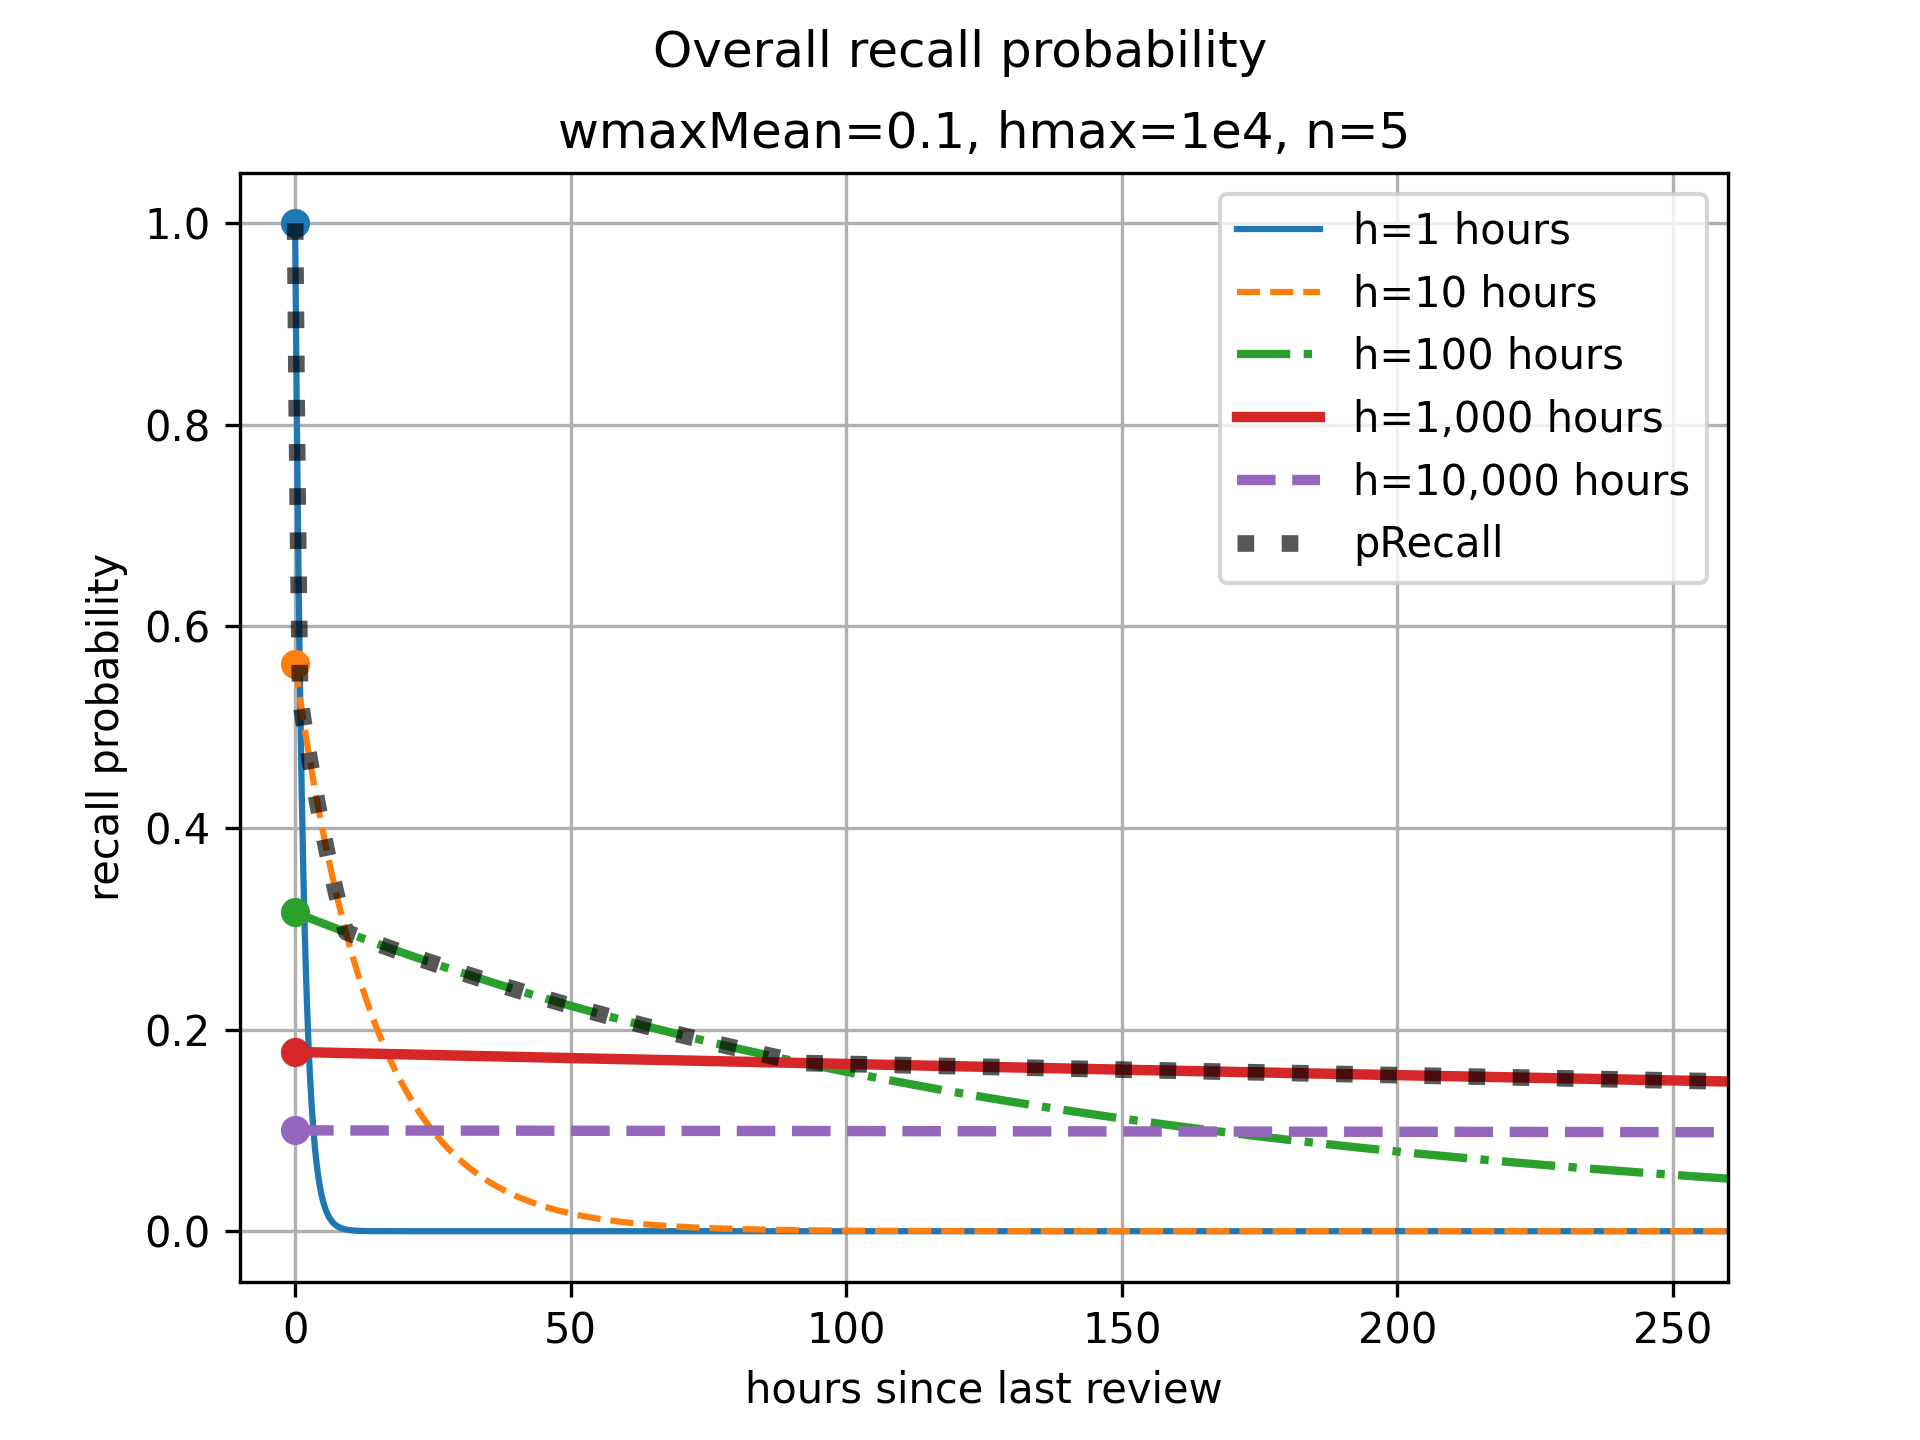 Overall recall probability
wmaxMean=0.1, hmax=1e4, n=5
recall probability
1.0
0.8
0.6
0.4
0.2
0.0
h=1 hours
h=10 hours
h=100 hours
h=1,000 hours
h=10,000 hours
pRecall
0
50
100
150
200
250
hours since last review